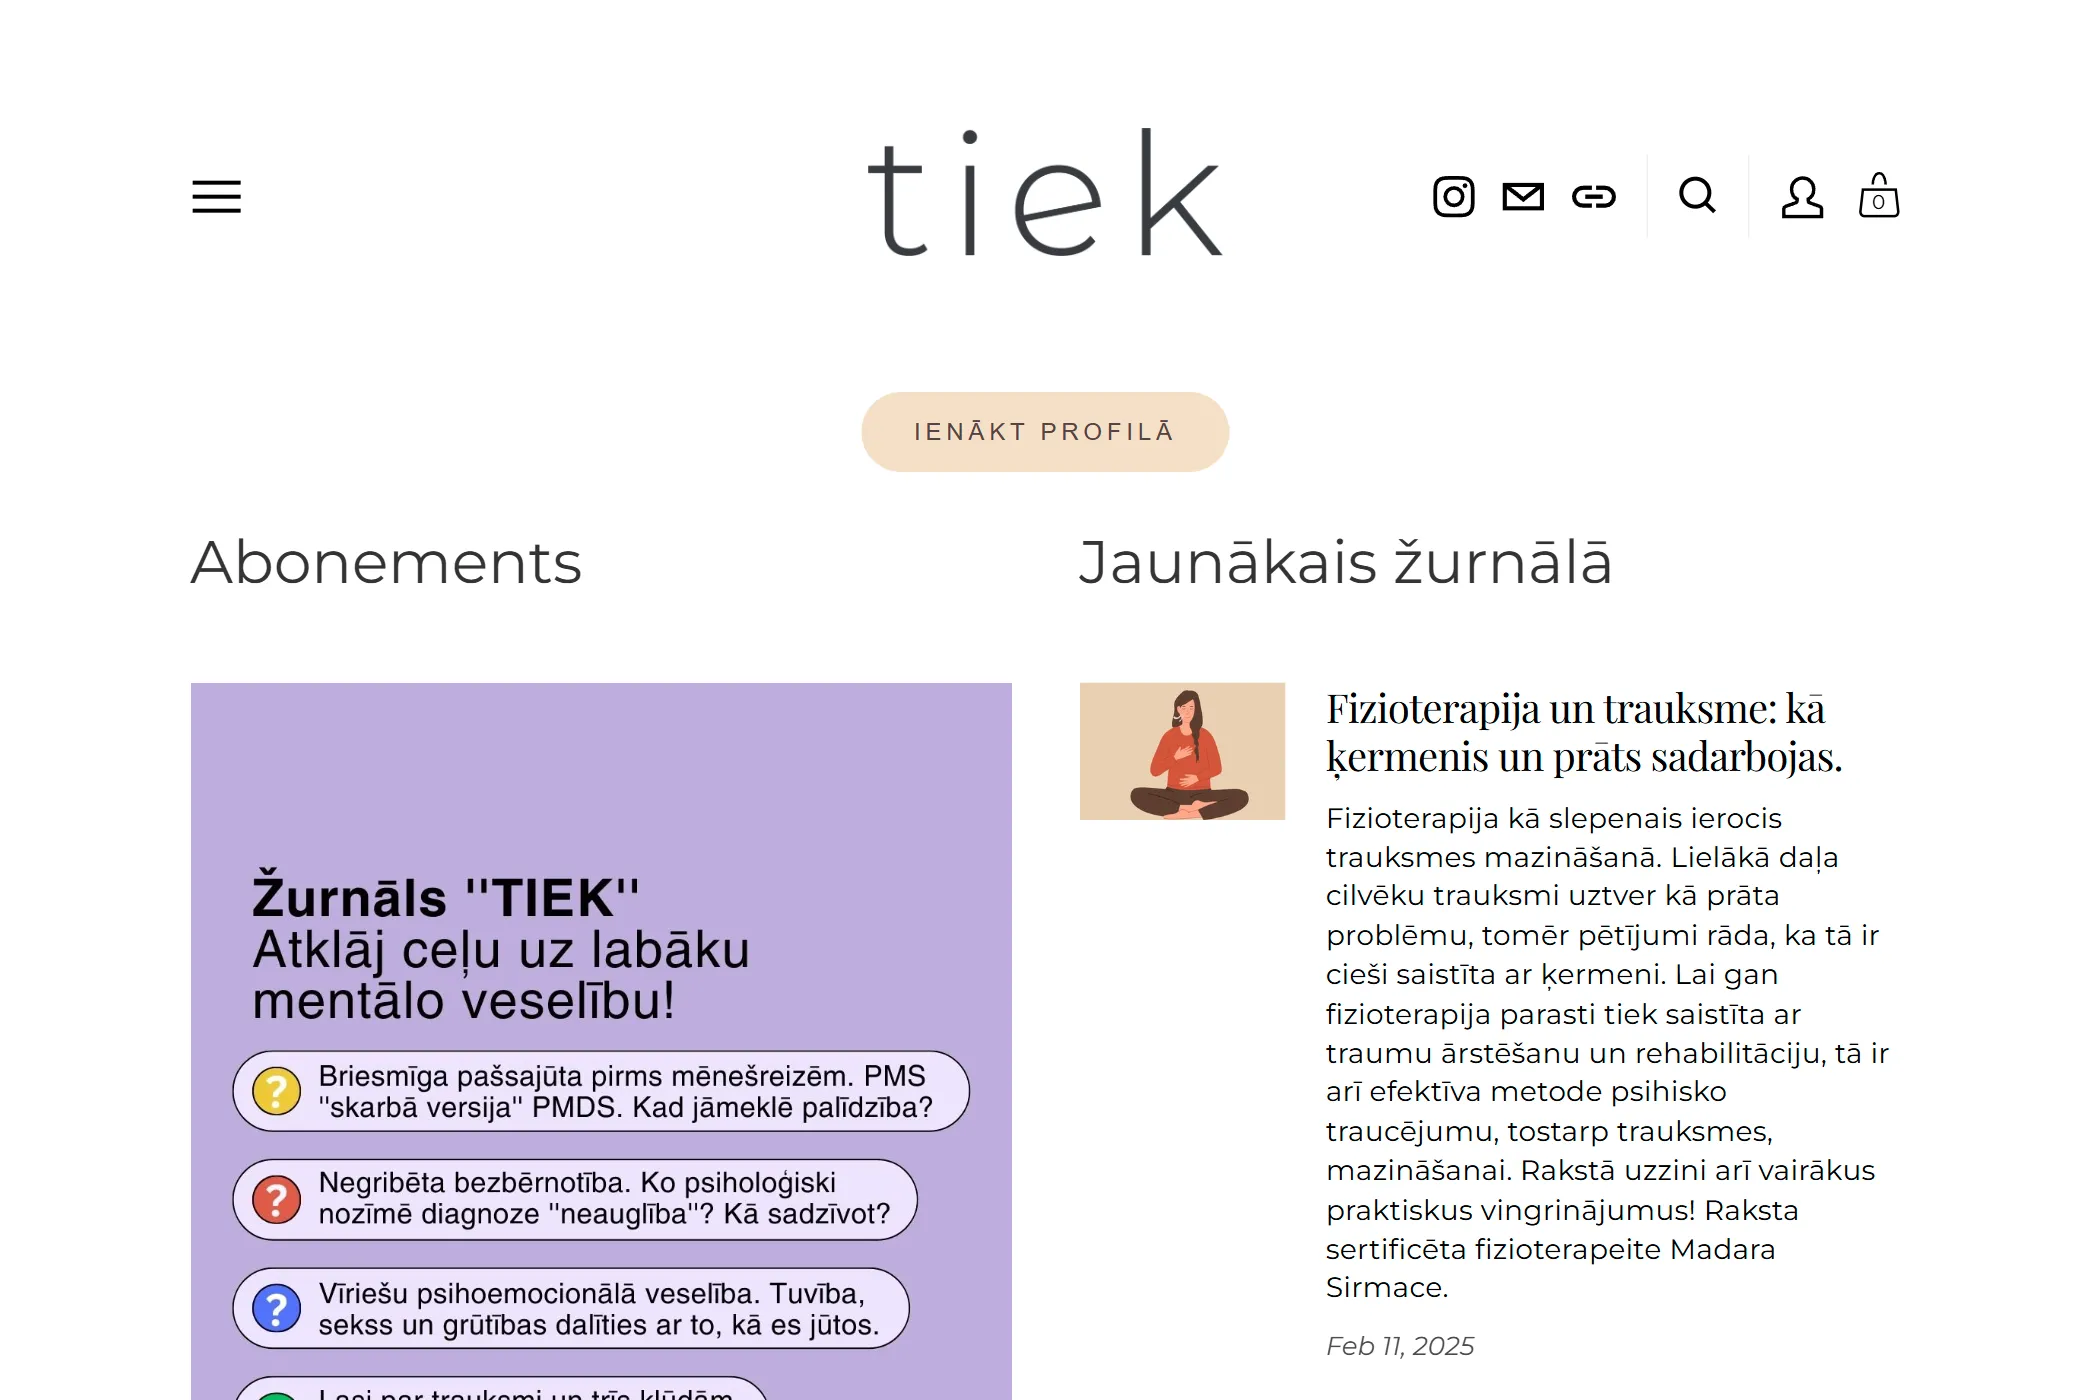 tiek
0
IENĀKT PROFILĀ
Abonements
Žurnāls "TIEK"
Atklāj ceļu uz labāku
mentālo veselību!
? Briesmīga pašsajūta pirms mēnešreizēm. PMS
"skarbā versija" PMDS. Kad jāmeklē palīdzība?
? Negribēta bezbērnotība. Ko psiholoģiski
nozīmē diagnoze "neauglība"? Kā sadzīvot?
? Vīriešu psihoemocionālā veselība. Tuvība,
sekss un grūtības dalīties ar to, kā es jūtos.
Lasi par trauksmi un trīs kļūdām
Jaunākais žurnālā
Fizioterapija un trauksme: kā
ķermenis un prāts sadarbojas.
Fizioterapija kā slepenais ierocis
trauksmes mazināšanā. Lielākā daļa
cilvēku trauksmi uztver kā prāta
problēmu, tomēr pētījumi rāda, ka tā ir
cieši saistīta ar ķermeni. Lai gan
fizioterapija parasti tiek saistīta ar
traumu ārstēšanu un rehabilitāciju, tā ir
arī efektīva metode psihisko
traucējumu, tostarp trauksmes,
mazināšanai. Rakstā uzzini arī vairākus
praktiskus vingrinājumus! Raksta
sertificēta fizioterapeite Madara
Sirmace.
Feb 11, 2025